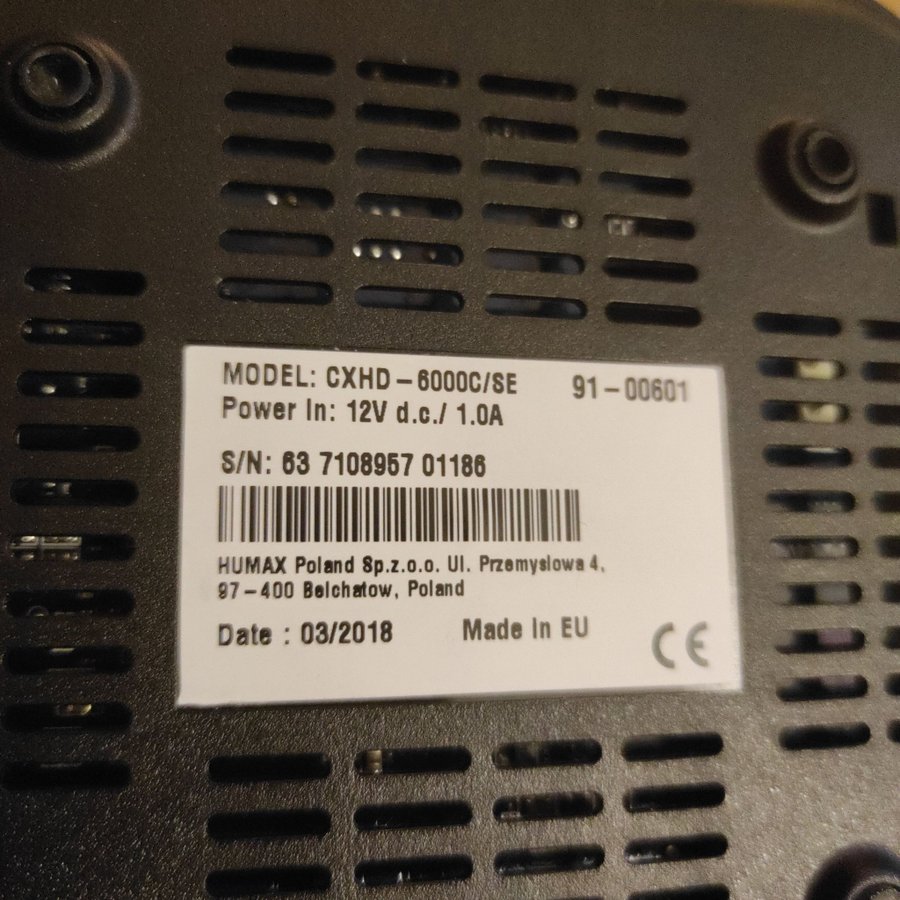 MODEL: CXHD-6000C/SE 91-00601
Power In: 12V d.c./ 1.0A
S/N: 63 7108957 01186
HUMAX Poland Sp.z.o.o. Ul. Przemyslowa 4,
97-400 Belchatow, Poland
Date : 03/2018 Made In EU
CE